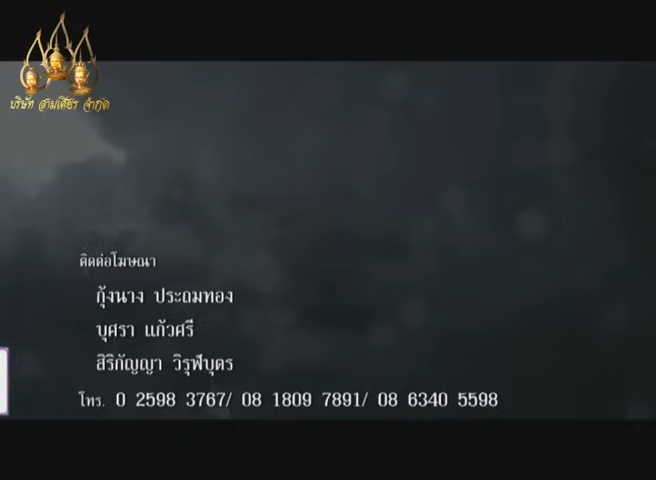 บริษัท สามเศียร จำกัด
ติดต่อโฆษณา
กุ้งนาง ประถมทอง
บุศรา แก้วศรี
สิริกัญญา วิรุฬห์บุตร
โทร. 0 2598 3767/ 08 1809 7891/ 08 6340 5598